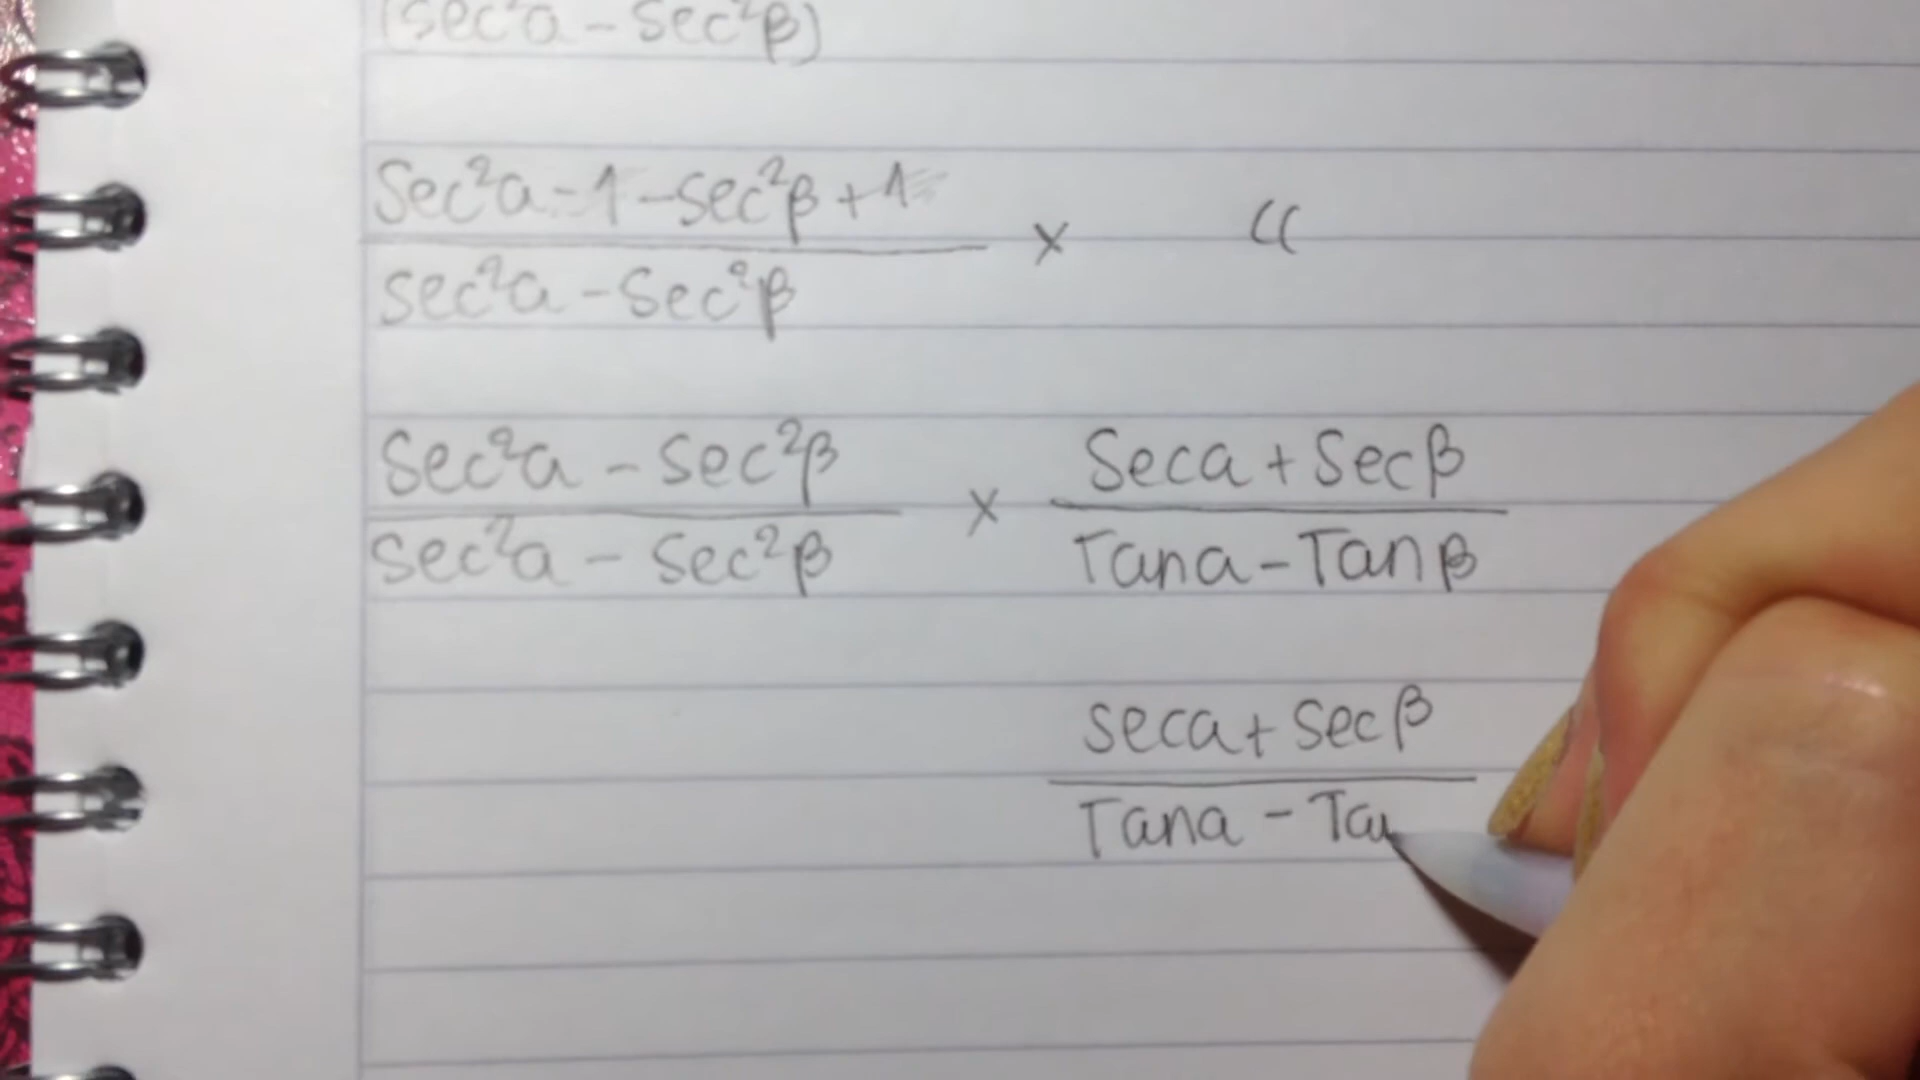 (sec²a - sec²β)
sec²a - 1 - sec²β + 1
x "
sec²a - sec²β
sec²a - sec²β
x
Seca + Secβ
sec²a - sec²β
Tana - Tanβ
seca + secβ
Tana - Tan